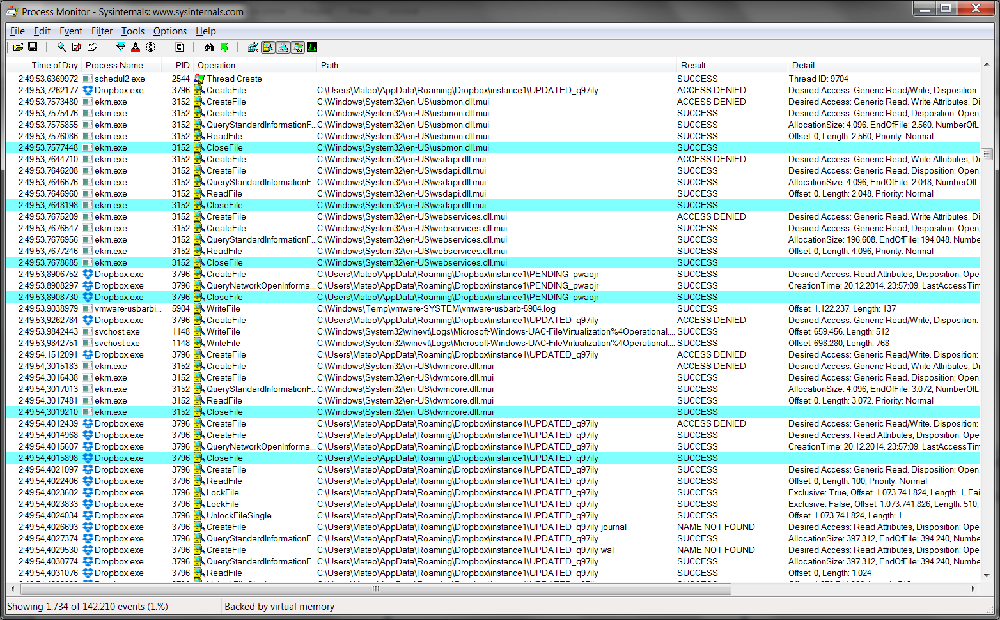 Process Monitor - Sysinternals: www.sysinternals.com
File Edit Event Filter Tools Options Help
Time of Day Process Name PID Operation Path Result Detail
2:49:53,6369972 schedul2.exe 2544 Thread Create SUCCESS Thread ID: 9704
2:49:53,7262177 Dropbox.exe 3796 CreateFile C:\Users\Mateo\AppData\Roaming\Dropbox\instance1\UPDATED_q97ily ACCESS DENIED Desired Access: Generic Read/Write, Disposition:
2:49:53,7573480 ekrn.exe 3152 CreateFile C:\Windows\System32\en-US\usbmon.dll.mui ACCESS DENIED Desired Access: Generic Read, Write Attributes, Di
2:49:53,7575476 ekrn.exe 3152 CreateFile C:\Windows\System32\en-US\usbmon.dll.mui SUCCESS Desired Access: Generic Read, Disposition: Open,
2:49:53,7575855 ekrn.exe 3152 QueryStandardInformationF... C:\Windows\System32\en-US\usbmon.dll.mui SUCCESS AllocationSize: 4.096, EndOfFile: 2.560, NumberOfLi
2:49:53,7576086 ekrn.exe 3152 ReadFile C:\Windows\System32\en-US\usbmon.dll.mui SUCCESS Offset: 0, Length: 2.560, Priority: Normal
2:49:53,7577448 ekrn.exe 3152 CloseFile C:\Windows\System32\en-US\usbmon.dll.mui SUCCESS
2:49:53,7644710 ekrn.exe 3152 CreateFile C:\Windows\System32\en-US\wsdapi.dll.mui ACCESS DENIED Desired Access: Generic Read, Write Attributes, Di
2:49:53,7646208 ekrn.exe 3152 CreateFile C:\Windows\System32\en-US\wsdapi.dll.mui SUCCESS Desired Access: Generic Read, Disposition: Open,
2:49:53,7646676 ekrn.exe 3152 QueryStandardInformationF... C:\Windows\System32\en-US\wsdapi.dll.mui SUCCESS AllocationSize: 4.096, EndOfFile: 2.048, NumberOfLi
2:49:53,7646960 ekrn.exe 3152 ReadFile C:\Windows\System32\en-US\wsdapi.dll.mui SUCCESS Offset: 0, Length: 2.048, Priority: Normal
2:49:53,7648198 ekrn.exe 3152 CloseFile C:\Windows\System32\en-US\wsdapi.dll.mui SUCCESS
2:49:53,7675209 ekrn.exe 3152 CreateFile C:\Windows\System32\en-US\webservices.dll.mui ACCESS DENIED Desired Access: Generic Read, Write Attributes, Di
2:49:53,7676547 ekrn.exe 3152 CreateFile C:\Windows\System32\en-US\webservices.dll.mui SUCCESS Desired Access: Generic Read, Disposition: Open,
2:49:53,7676956 ekrn.exe 3152 QueryStandardInformationF... C:\Windows\System32\en-US\webservices.dll.mui SUCCESS AllocationSize: 196.608, EndOfFile: 194.048, Numbe
2:49:53,7677246 ekrn.exe 3152 ReadFile C:\Windows\System32\en-US\webservices.dll.mui SUCCESS Offset: 0, Length: 4.096, Priority: Normal
2:49:53,7678685 ekrn.exe 3152 CloseFile C:\Windows\System32\en-US\webservices.dll.mui SUCCESS
2:49:53,8906752 Dropbox.exe 3796 CreateFile C:\Users\Mateo\AppData\Roaming\Dropbox\instance1\PENDING_pwaojr SUCCESS Desired Access: Read Attributes, Disposition: Ope
2:49:53,8908297 Dropbox.exe 3796 QueryNetworkOpenInforma... C:\Users\Mateo\AppData\Roaming\Dropbox\instance1\PENDING_pwaojr SUCCESS CreationTime: 20.12.2014. 23:57:09, LastAccessTim
2:49:53,8908730 Dropbox.exe 3796 CloseFile C:\Users\Mateo\AppData\Roaming\Dropbox\instance1\PENDING_pwaojr SUCCESS
2:49:53,9038979 vmware-usbarbi... 5904 WriteFile C:\Windows\Temp\vmware-SYSTEM\vmware-usbarb-5904.log SUCCESS Offset: 1.122.237, Length: 137
2:49:53,9262784 Dropbox.exe 3796 CreateFile C:\Users\Mateo\AppData\Roaming\Dropbox\instance1\UPDATED_q97ily ACCESS DENIED Desired Access: Generic Read/Write, Disposition:
2:49:53,9842443 svchost.exe 1148 WriteFile C:\Windows\System32\winevt\Logs\Microsoft-Windows-UAC-FileVirtualization%4Operational.... SUCCESS Offset: 659.456, Length: 512
2:49:53,9842751 svchost.exe 1148 WriteFile C:\Windows\System32\winevt\Logs\Microsoft-Windows-UAC-FileVirtualization%4Operational.... SUCCESS Offset: 698.280, Length: 768
2:49:54,1512091 Dropbox.exe 3796 CreateFile C:\Users\Mateo\AppData\Roaming\Dropbox\instance1\UPDATED_q97ily ACCESS DENIED Desired Access: Generic Read/Write, Disposition:
2:49:54,3015183 ekrn.exe 3152 CreateFile C:\Windows\System32\en-US\dwmcore.dll.mui ACCESS DENIED Desired Access: Generic Read, Write Attributes, Di
2:49:54,3016438 ekrn.exe 3152 CreateFile C:\Windows\System32\en-US\dwmcore.dll.mui SUCCESS Desired Access: Generic Read, Disposition: Open,
2:49:54,3017013 ekrn.exe 3152 QueryStandardInformationF... C:\Windows\System32\en-US\dwmcore.dll.mui SUCCESS AllocationSize: 4.096, EndOfFile: 3.072, NumberOfLi
2:49:54,3017481 ekrn.exe 3152 ReadFile C:\Windows\System32\en-US\dwmcore.dll.mui SUCCESS Offset: 0, Length: 3.072, Priority: Normal
2:49:54,3019210 ekrn.exe 3152 CloseFile C:\Windows\System32\en-US\dwmcore.dll.mui SUCCESS
2:49:54,4012439 Dropbox.exe 3796 CreateFile C:\Users\Mateo\AppData\Roaming\Dropbox\instance1\UPDATED_q97ily ACCESS DENIED Desired Access: Generic Read/Write, Disposition:
2:49:54,4014968 Dropbox.exe 3796 CreateFile C:\Users\Mateo\AppData\Roaming\Dropbox\instance1\UPDATED_q97ily SUCCESS Desired Access: Read Attributes, Disposition: Ope
2:49:54,4015607 Dropbox.exe 3796 QueryNetworkOpenInforma... C:\Users\Mateo\AppData\Roaming\Dropbox\instance1\UPDATED_q97ily SUCCESS CreationTime: 20.12.2014. 23:57:09, LastAccessTim
2:49:54,4015898 Dropbox.exe 3796 CloseFile C:\Users\Mateo\AppData\Roaming\Dropbox\instance1\UPDATED_q97ily SUCCESS
2:49:54,4021097 Dropbox.exe 3796 CreateFile C:\Users\Mateo\AppData\Roaming\Dropbox\instance1\UPDATED_q97ily SUCCESS Desired Access: Generic Read, Disposition: Open,
2:49:54,4022406 Dropbox.exe 3796 ReadFile C:\Users\Mateo\AppData\Roaming\Dropbox\instance1\UPDATED_q97ily SUCCESS Offset: 0, Length: 100, Priority: Normal
2:49:54,4023602 Dropbox.exe 3796 LockFile C:\Users\Mateo\AppData\Roaming\Dropbox\instance1\UPDATED_q97ily SUCCESS Exclusive: True, Offset: 1.073.741.824, Length: 1, Fai
2:49:54,4023833 Dropbox.exe 3796 LockFile C:\Users\Mateo\AppData\Roaming\Dropbox\instance1\UPDATED_q97ily SUCCESS Exclusive: False, Offset: 1.073.741.826, Length: 510,
2:49:54,4024034 Dropbox.exe 3796 UnlockFileSingle C:\Users\Mateo\AppData\Roaming\Dropbox\instance1\UPDATED_q97ily SUCCESS Offset: 1.073.741.824, Length: 1
2:49:54,4026693 Dropbox.exe 3796 CreateFile C:\Users\Mateo\AppData\Roaming\Dropbox\instance1\UPDATED_q97ily-journal NAME NOT FOUND Desired Access: Read Attributes, Disposition: Ope
2:49:54,4027374 Dropbox.exe 3796 QueryStandardInformationF... C:\Users\Mateo\AppData\Roaming\Dropbox\instance1\UPDATED_q97ily SUCCESS AllocationSize: 397.312, EndOfFile: 394.240, Numbe
2:49:54,4029530 Dropbox.exe 3796 CreateFile C:\Users\Mateo\AppData\Roaming\Dropbox\instance1\UPDATED_q97ily-wal NAME NOT FOUND Desired Access: Read Attributes, Disposition: Ope
2:49:54,4030774 Dropbox.exe 3796 QueryStandardInformationF... C:\Users\Mateo\AppData\Roaming\Dropbox\instance1\UPDATED_q97ily SUCCESS AllocationSize: 397.312, EndOfFile: 394.240, Numbe
2:49:54,4031076 Dropbox.exe 3796 ReadFile C:\Users\Mateo\AppData\Roaming\Dropbox\instance1\UPDATED_q97ily SUCCESS Offset: 0, Length: 1.024
Showing 1.734 of 142.210 events (1.%) Backed by virtual memory